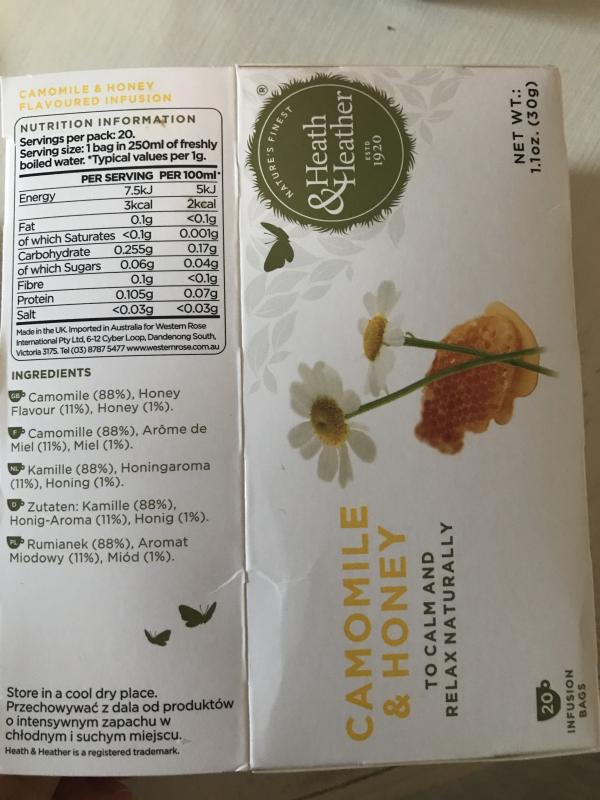 CAMOMILE & HONEY
FLAVOURED INFUSION
NUTRITION INFORMATION
Servings per pack: 20.
Serving size: 1 bag in 250ml of freshly
boiled water. *Typical values per 1g.
PER SERVING PER 100ml*
Energy 7.5kJ 5kJ
3kcal 2kcal
Fat 0.1g <0.1g
of which Saturates <0.1g 0.001g
Carbohydrate 0.255g 0.17g
of which Sugars 0.06g 0.04g
Fibre 0.1g <0.1g
Protein 0.105g 0.07g
Salt <0.03g <0.03g
Made in the UK. Imported in Australia for Western Rose
International Pty Ltd, 6-12 Cyber Loop, Dandenong South,
Victoria 3175. Tel (03) 8787 5477 www.westernrose.com.au
INGREDIENTS
GB Camomile (88%), Honey
Flavour (11%), Honey (1%).
F Camomille (88%), Arôme de
Miel (11%), Miel (1%).
NL Kamille (88%), Honingaroma
(11%), Honing (1%).
D Zutaten: Kamille (88%),
Honig-Aroma (11%), Honig (1%).
PL Rumianek (88%), Aromat
Miodowy (11%), Miód (1%).
Store in a cool dry place.
Przechowywać z dala od produktów
o intensywnym zapachu w
chłodnym i suchym miejscu.
Heath & Heather is a registered trademark.
NATURE'S FINEST
®
Heath
& Heather
ESTD
1920
NET WT.:
1.1oz. (30g)
CAMOMILE
& HONEY
TO CALM AND
RELAX NATURALLY
20
INFUSION
BAGS